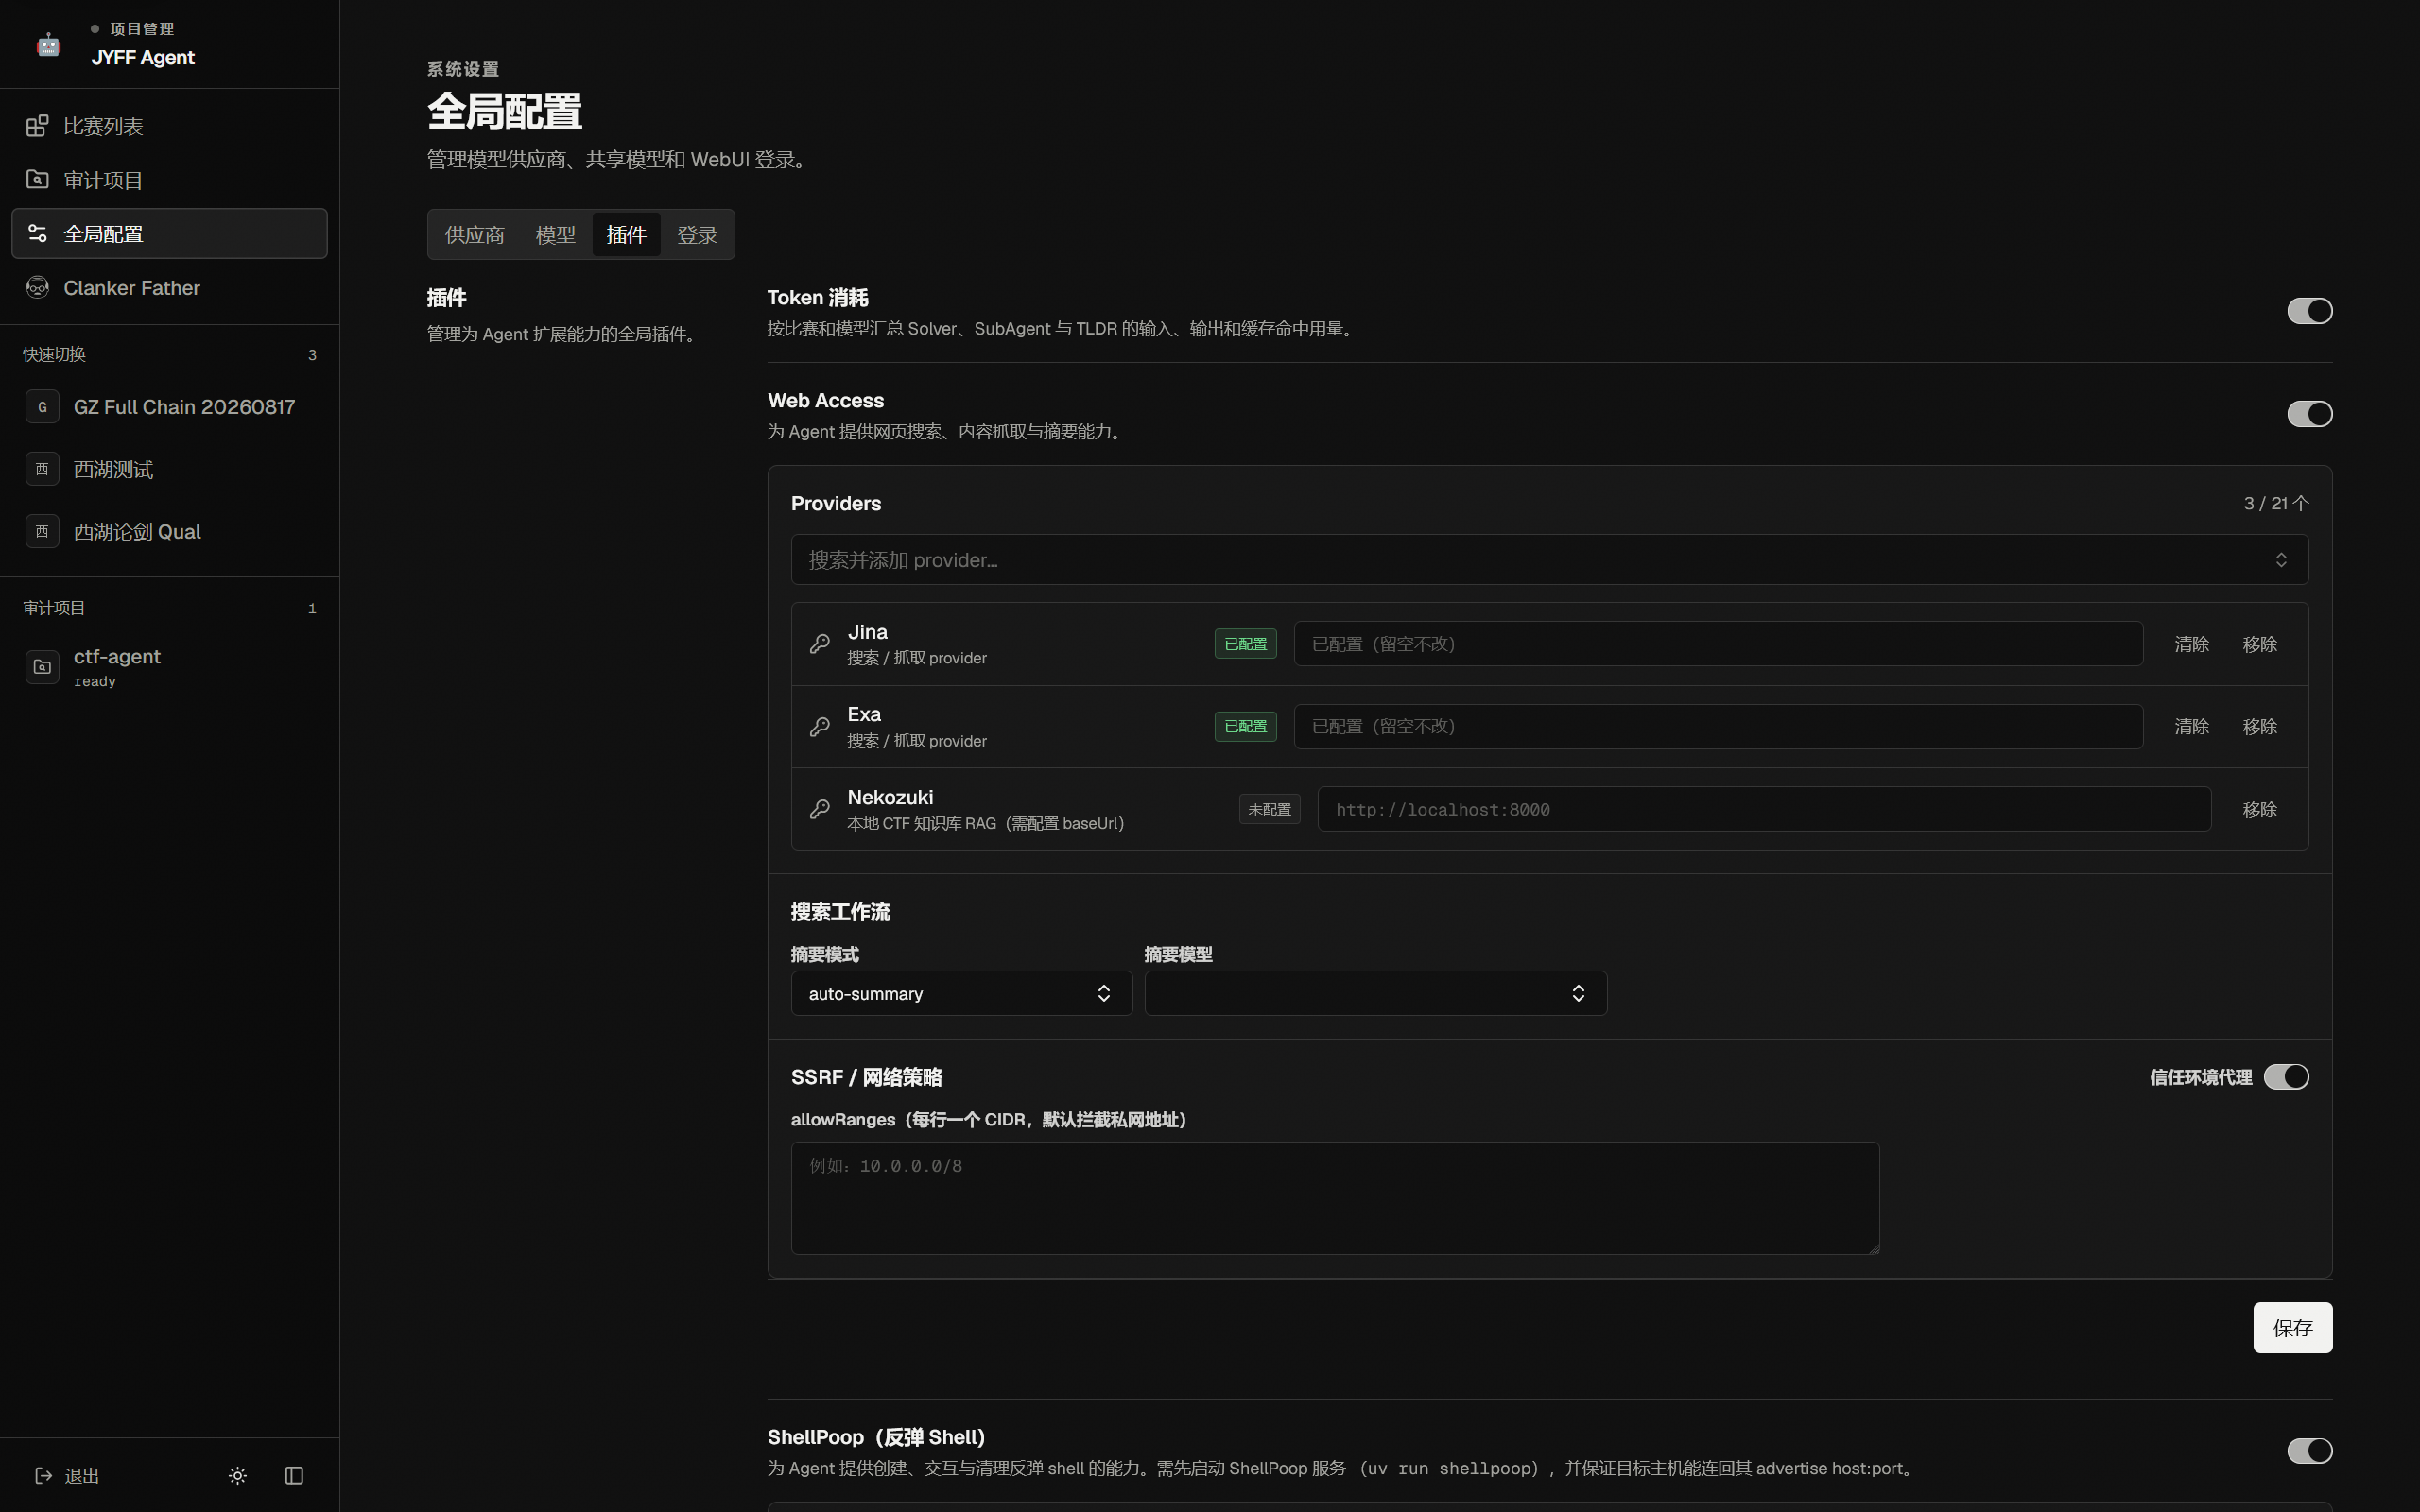 项目管理
JYFF Agent
比赛列表
审计项目
全局配置
Clanker Father
快速切换 3
G GZ Full Chain 20260817
西 西湖测试
西 西湖论剑 Qual
审计项目 1
ctf-agent
ready
退出
系统设置
全局配置
管理模型供应商、共享模型和 WebUI 登录。
供应商 模型 插件 登录
插件
管理为 Agent 扩展能力的全局插件。
Token 消耗
按比赛和模型汇总 Solver、SubAgent 与 TLDR 的输入、输出和缓存命中用量。
Web Access
为 Agent 提供网页搜索、内容抓取与摘要能力。
Providers 3 / 21 个
搜索并添加 provider...
Jina
搜索 / 抓取 provider
已配置 已配置（留空不改） 清除 移除
Exa
搜索 / 抓取 provider
已配置 已配置（留空不改） 清除 移除
Nekozuki
本地 CTF 知识库 RAG（需配置 baseUrl）
未配置 http://localhost:8000 移除
搜索工作流
摘要模式 摘要模型
auto-summary
SSRF / 网络策略 信任环境代理
allowRanges（每行一个 CIDR，默认拦截私网地址）
例如：10.0.0.0/8
保存
ShellPoop（反弹 Shell）
为 Agent 提供创建、交互与清理反弹 shell 的能力。需先启动 ShellPoop 服务 （uv run shellpoop），并保证目标主机能连回其 advertise host:port。